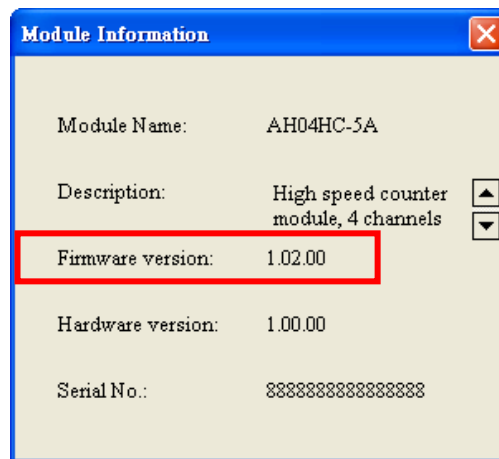 Module Information
Module Name: AH04HC-5A
Description: High speed counter
module, 4 channels
Firmware version: 1.02.00
Hardware version: 1.00.00
Serial No.: 8888888888888888